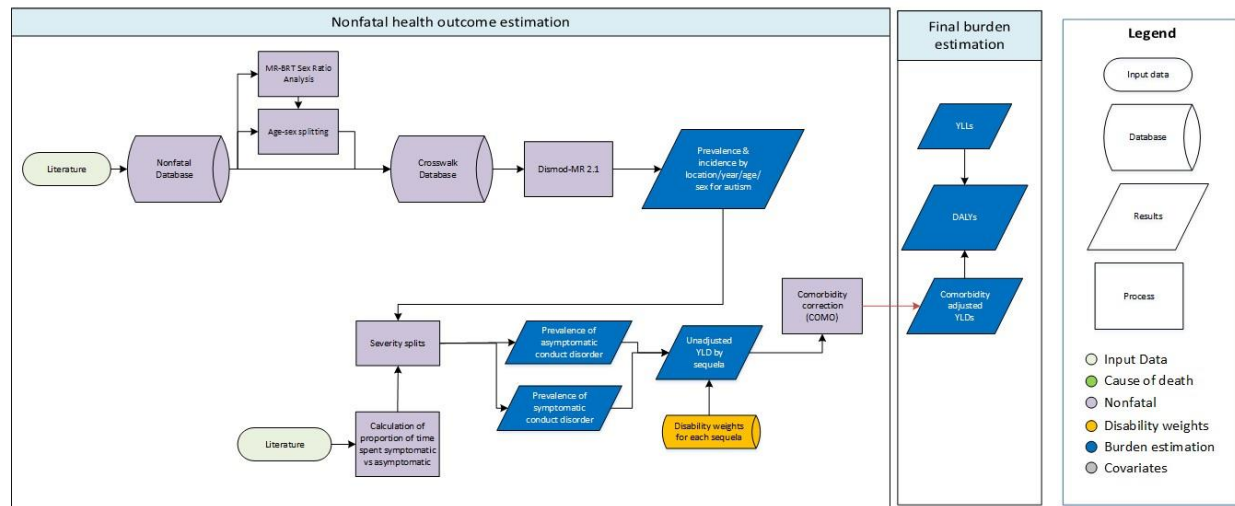 Nonfatal health outcome estimation
Final burden
estimation
Legend
MR-BRT Sex Ratio
Analysis
Age-sex splitting
Literature
Nonfatal
Database
Crosswalk
Database
Dismod-MR 2.1
Prevalence &
incidence by
location/year/age/
sex for autism
Severity splits
Prevalence of
asymptomatic
conduct disorder
Prevalence of
symptomatic
conduct disorder
Unadjusted
YLD by
sequela
Comorbidity
correction
(COMO)
Literature
Calculation of
proportion of time
spent symptomatic
vs asymptomatic
Disability weights
for each sequela
YLLs
DALYs
Comorbidity
adjusted
YLDs
Input data
Database
Results
Process
Input Data
Cause of death
Nonfatal
Disability weights
Burden estimation
Covariates